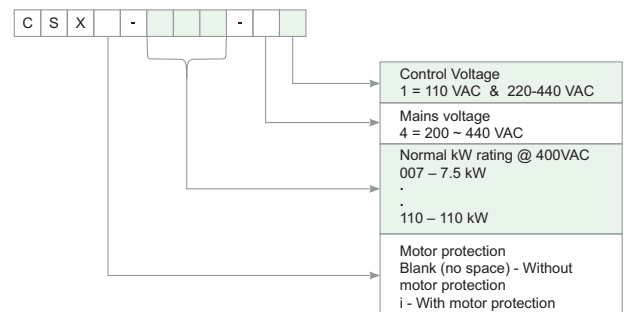 C S X - -
Control Voltage
1 = 110 VAC & 220-440 VAC
Mains voltage
4 = 200 ~ 440 VAC
Normal kW rating @ 400VAC
007 – 7.5 kW
.
.
110 – 110 kW
Motor protection
Blank (no space) - Without
motor protection
i - With motor protection